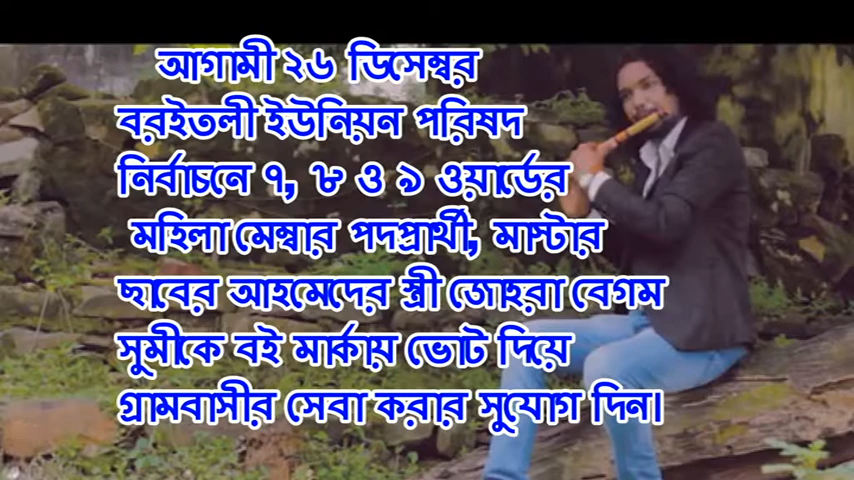 আগামী ২৬ ডিসেম্বর
বরইতলী ইউনিয়ন পরিষদ
নির্বাচনে ৭, ৮ ও ৯ ওয়ার্ডের
মহিলা মেম্বার পদপ্রার্থী, মাস্টার
ছাবের আহমেদের স্ত্রী জোহরা বেগম
সুমীকে বই মার্কায় ভোট দিয়ে
গ্রামবাসীর সেবা করার সুযোগ দিন।